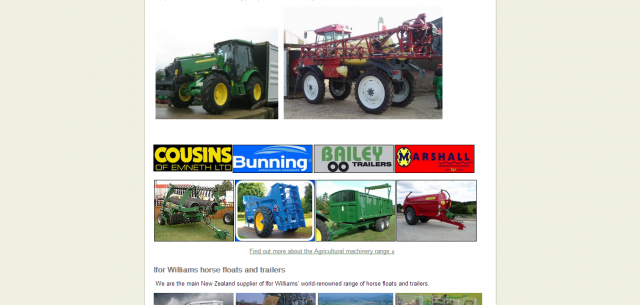 COUSINS
OF EMNETH LTD
Bunning
BAILEY
TRAILERS
MARSHALL
Find out more about the Agricultural machinery range »
Ifor Williams horse floats and trailers
We are the main New Zealand supplier of Ifor Williams' world-renowned range of horse floats and trailers.